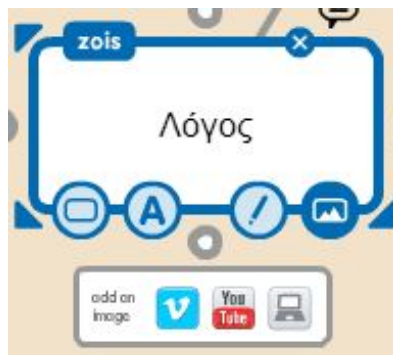 zois
Λόγος
A
add an
image
You
Tube